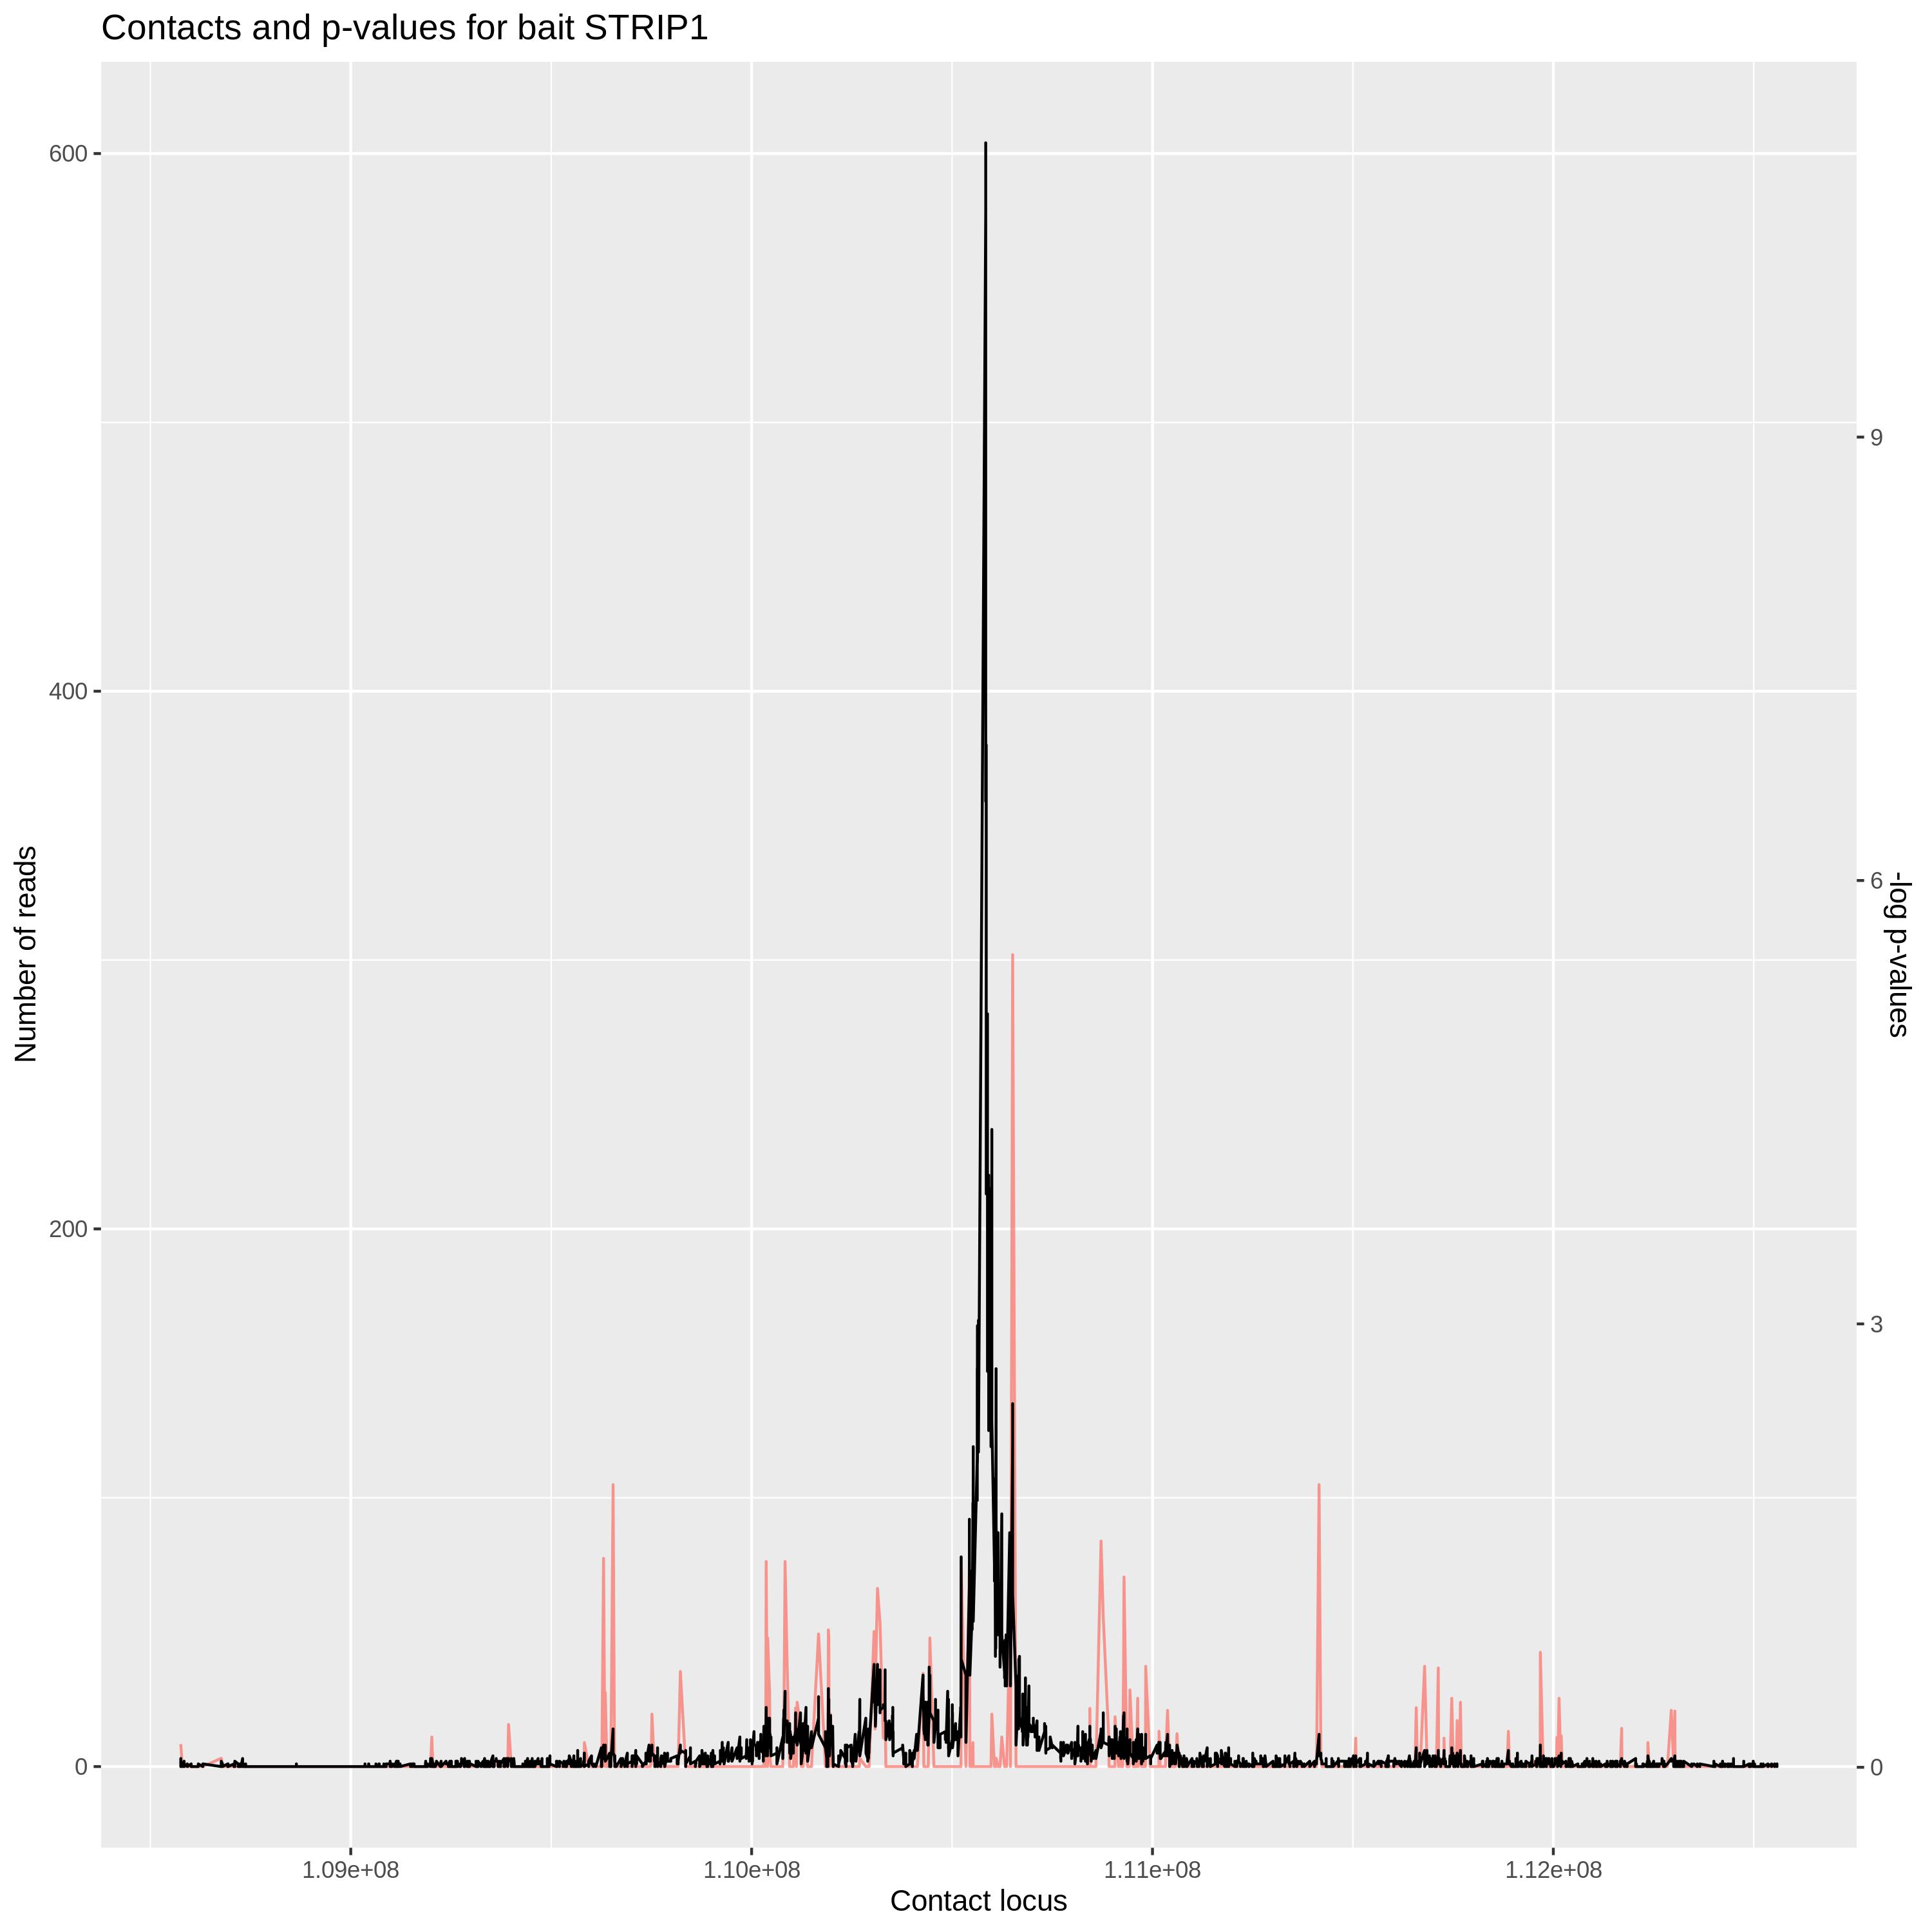 Contacts and p-values for bait STRIP1
600
400
200
0
Number of reads
9
6
3
0
-log p-values
1.09e+08
1.10e+08
1.11e+08
1.12e+08
Contact locus